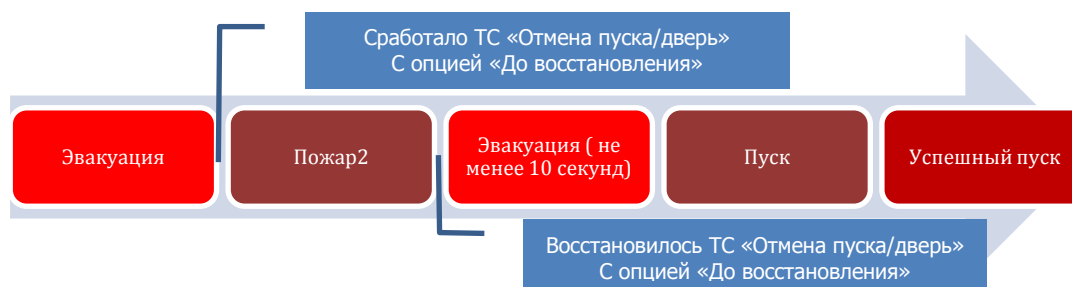 Сработало ТС «Отмена пуска/дверь»
С опцией «До восстановления»
Эвакуация
Пожар2
Эвакуация ( не
менее 10 секунд)
Пуск
Успешный пуск
Восстановилось ТС «Отмена пуска/дверь»
С опцией «До восстановления»